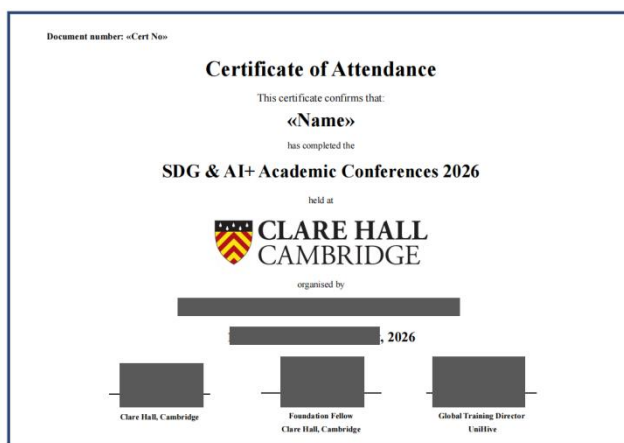 Document number: «Cert No»
Certificate of Attendance
This certificate confirms that:
«Name»
has completed the
SDG & AI+ Academic Conferences 2026
held at
CLARE HALL
CAMBRIDGE
organised by
, 2026
Clare Hall, Cambridge
Foundation Fellow
Clare Hall, Cambridge
Global Training Director
UniHive